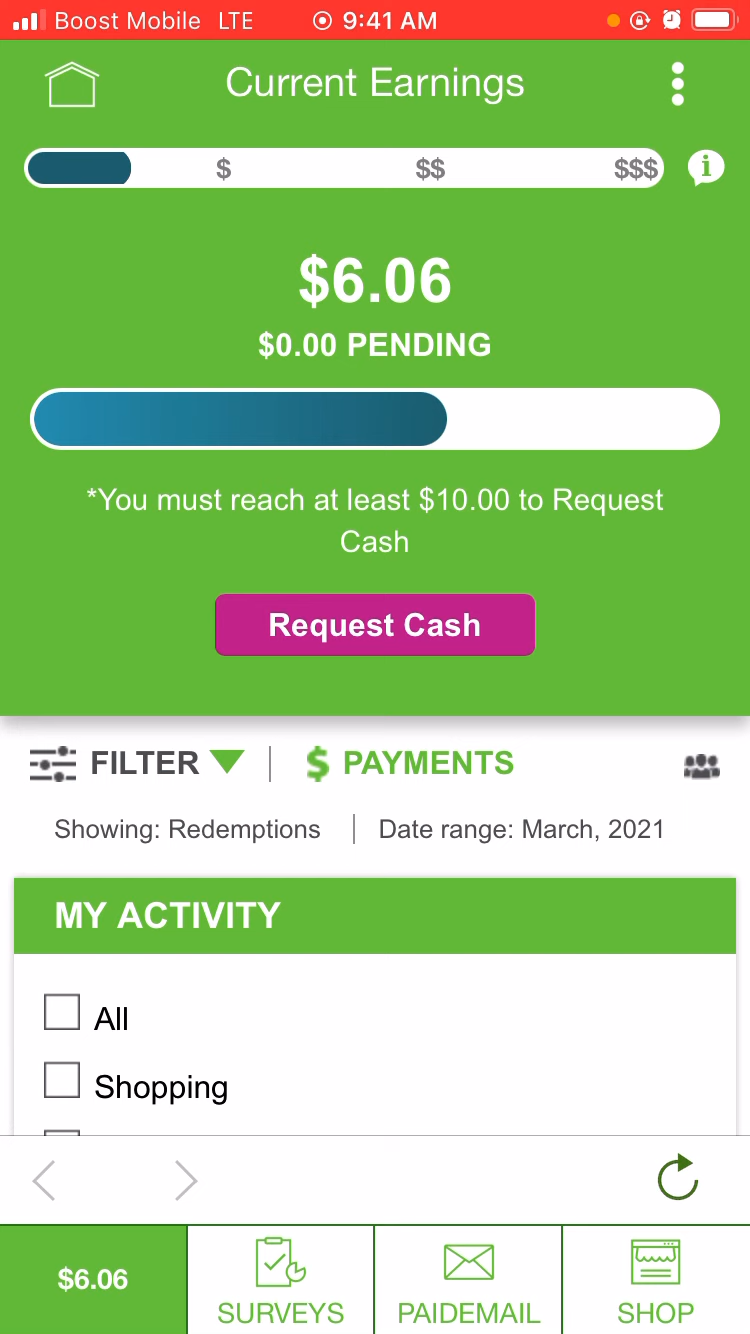 Boost Mobile LTE 9:41 AM
Current Earnings
$ $$ $$$ i
$6.06
$0.00 PENDING
*You must reach at least $10.00 to Request
Cash
Request Cash
FILTER | $ PAYMENTS
Showing: Redemptions | Date range: March, 2021
MY ACTIVITY
All
Shopping
$6.06
SURVEYS
PAIDEMAIL
SHOP